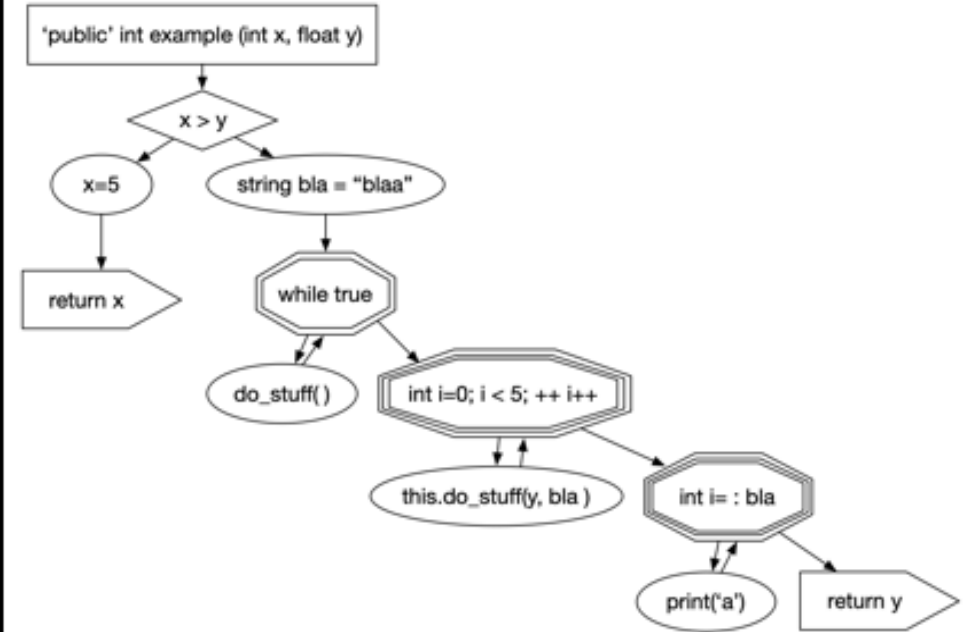 ‘public’ int example (int x, float y)
x > y
x=5
string bla = “blaa”
return x
while true
do_stuff( )
int i=0; i < 5; ++ i++
this.do_stuff(y, bla )
int i= : bla
print(‘a’)
return y